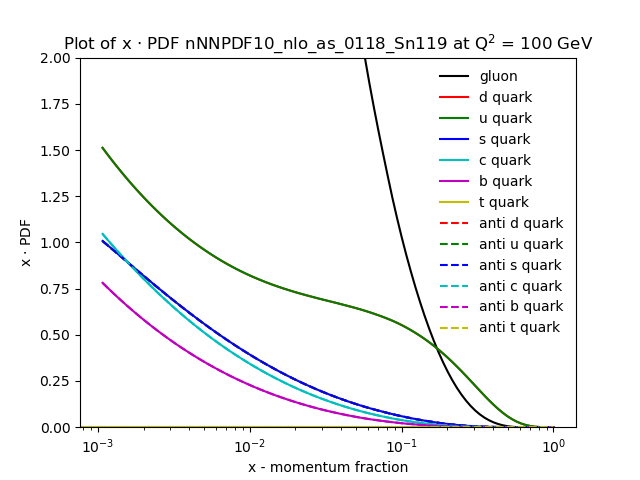 Plot of x · PDF nNNPDF10_nlo_as_0118_Sn119 at Q² = 100 GeV
2.00
1.75
1.50
1.25
1.00
0.75
0.50
0.25
0.00
x · PDF
gluon
d quark
u quark
s quark
c quark
b quark
t quark
anti d quark
anti u quark
anti s quark
anti c quark
anti b quark
anti t quark
10⁻³
10⁻²
10⁻¹
10⁰
x - momentum fraction